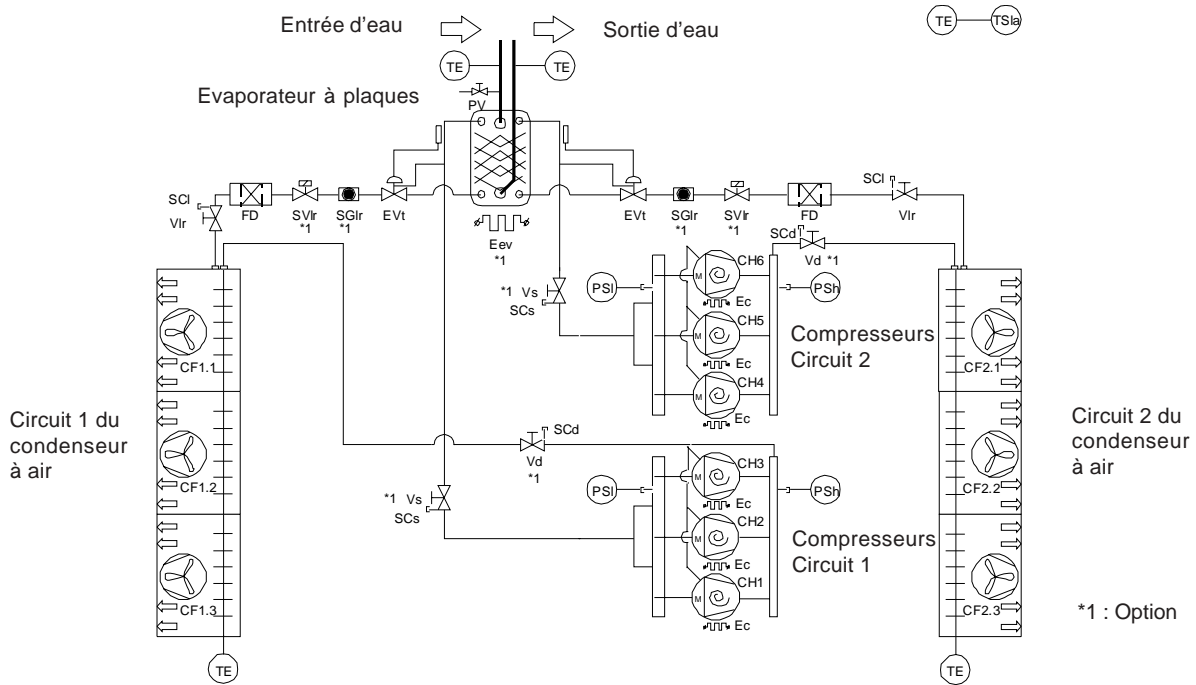 Entrée d'eau
Sortie d'eau
TE
TSla
TE
TE
Evaporateur à plaques
PV
SCl
Vlr
FD
SVlr
*1
SGlr
*1
EVt
Eev
*1
EVt
SGlr
*1
SVlr
*1
FD
SCl
Vlr
SCd
Vd *1
PSl
M
CH6
Ec
PSh
*1 Vs
SCs
M
CH5
Ec
Compresseurs
Circuit 2
M
CH4
Ec
CF1.1
CF2.1
Circuit 1 du
condenseur
à air
Circuit 2 du
condenseur
à air
SCd
Vd
*1
CF1.2
CF2.2
*1 Vs
SCs
PSl
M
CH3
Ec
PSh
M
CH2
Ec
Compresseurs
Circuit 1
M
CH1
Ec
CF1.3
CF2.3
*1 : Option
TE
TE